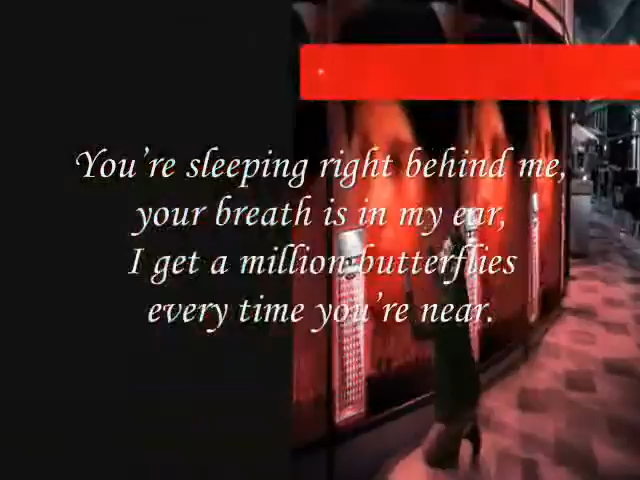 You’re sleeping right behind me,
your breath is in my ear,
I get a million butterflies
every time you’re near.